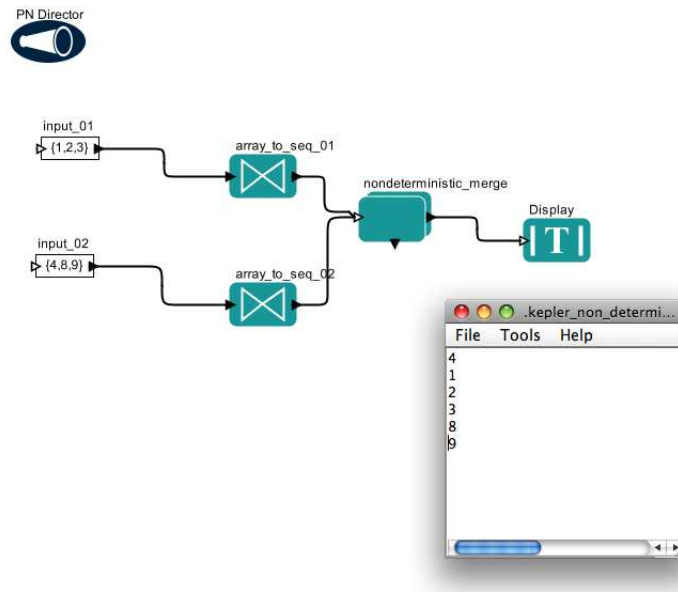 PN Director
input_01
{1,2,3}
array_to_seq_01
nondeterministic_merge
Display
T
input_02
{4,8,9}
array_to_seq_02
.kepler_non_determi...
File Tools Help
4
1
2
3
8
9